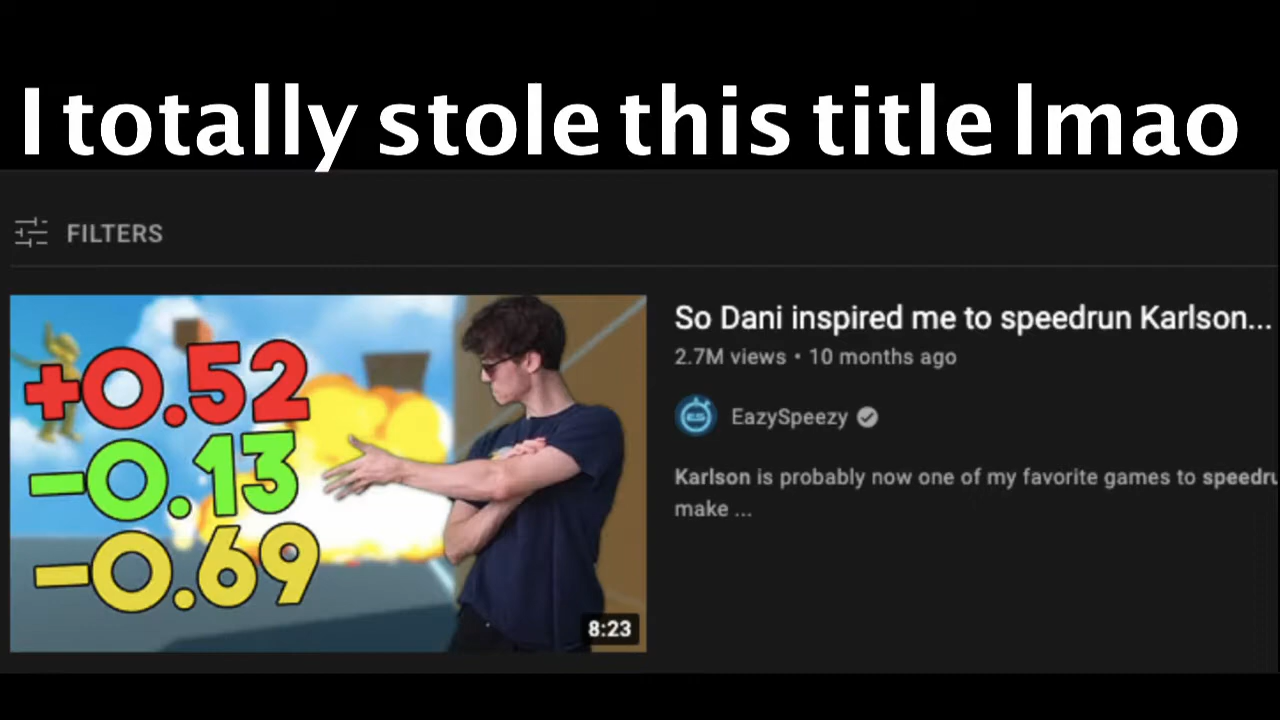 I totally stole this title lmao
FILTERS
+0.52
-0.13
-0.69
8:23
So Dani inspired me to speedrun Karlson...
2.7M views • 10 months ago
ES
EazySpeezy
Karlson is probably now one of my favorite games to speedru
make ...